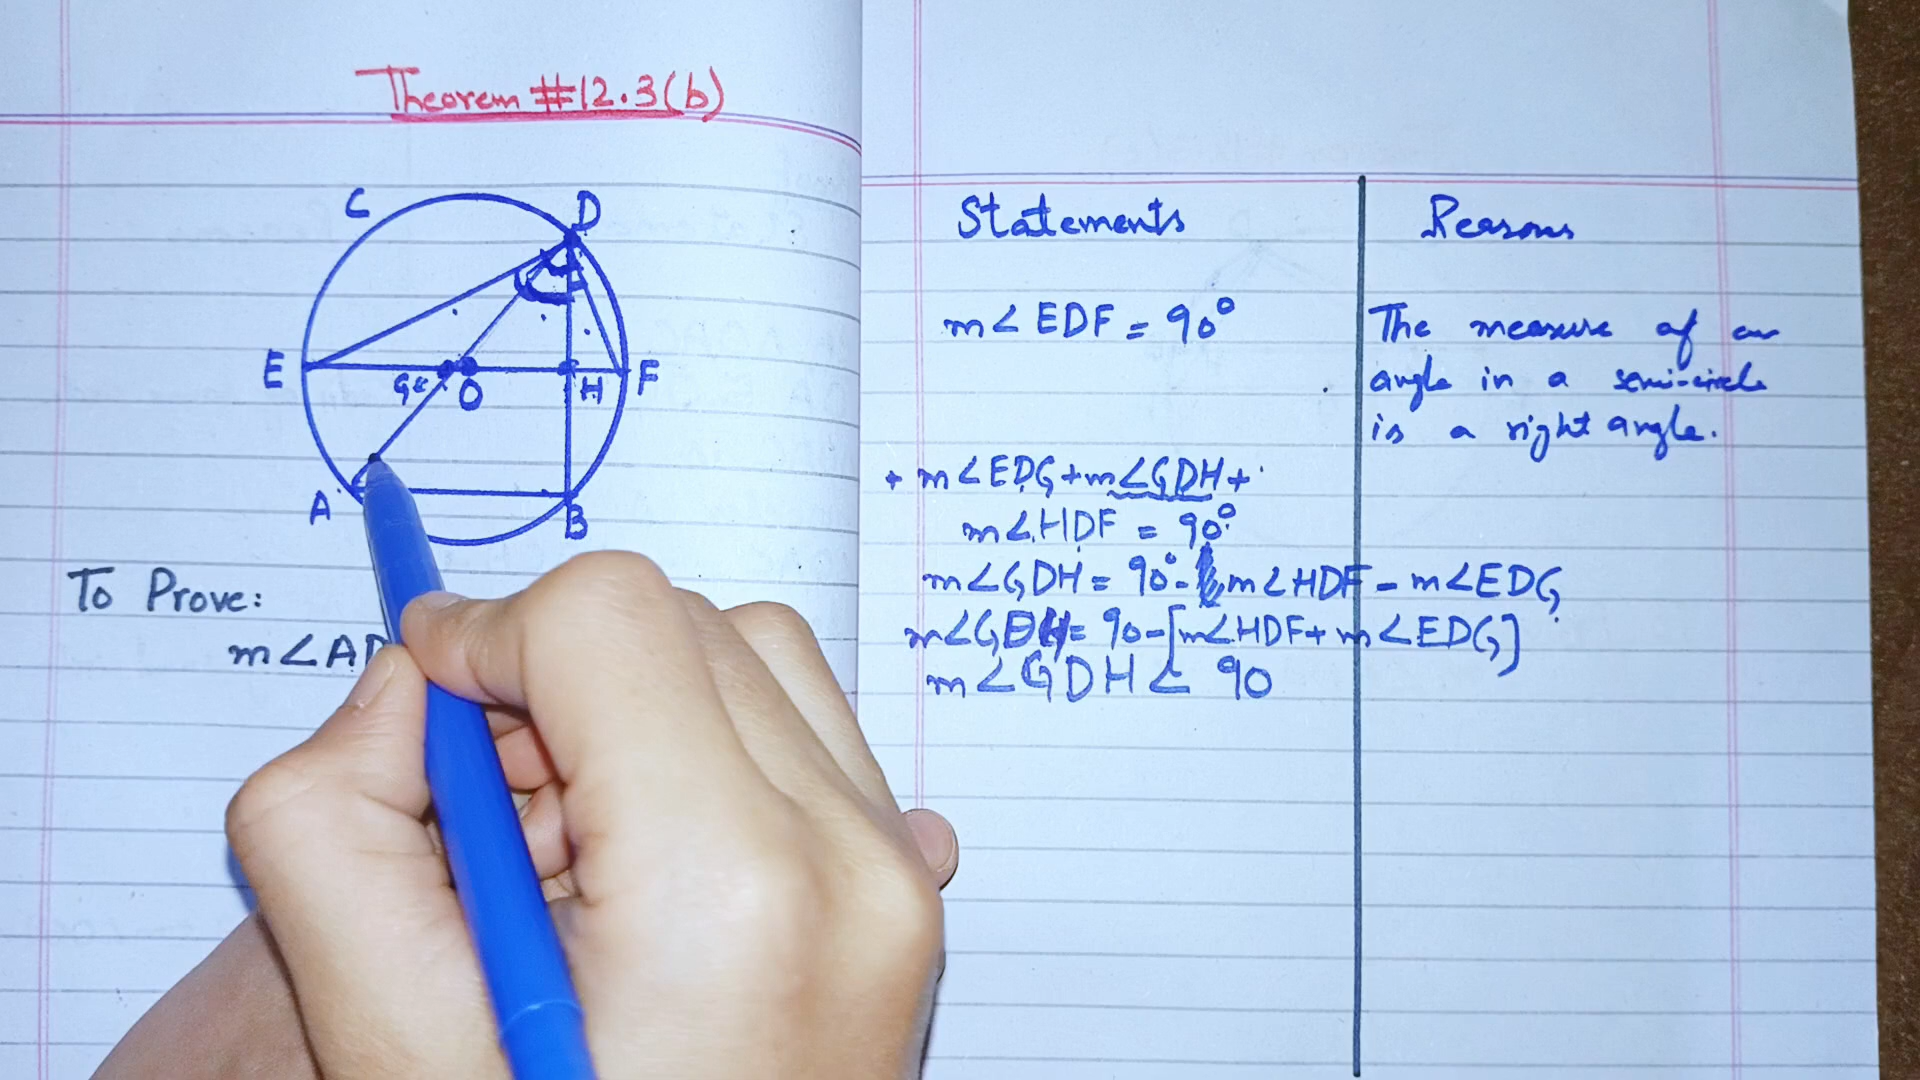 Theorem #12.3(b)
C
D
E
G
O
H
F
A
B
To Prove:
m∠AD
Statements
Reasons
m∠EDF = 90°
The measure of an
angle in a semi-circle
is a right angle.
+ m∠EDG+m∠GDH+
m∠HDF = 90°
m∠GDH = 90°- m∠HDF - m∠EDG
m∠GDH = 90-[m∠HDF+m∠EDG]
m∠GDH < 90